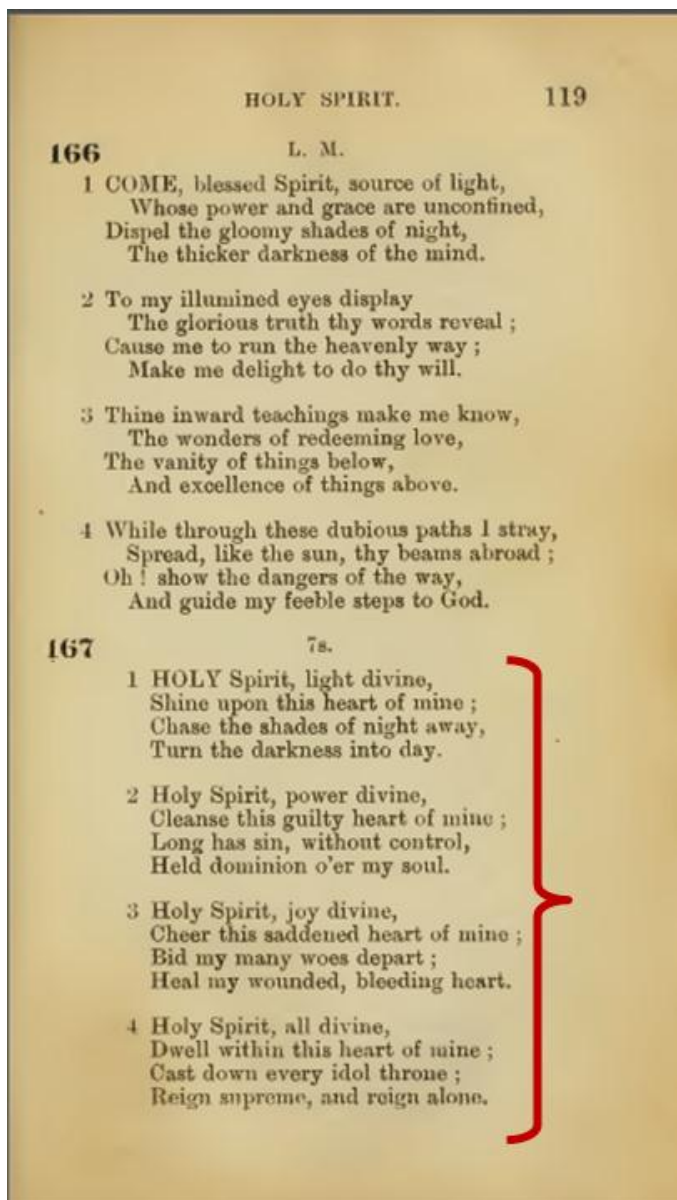 HOLY SPIRIT. 119
166 L. M.
1 COME, blessed Spirit, source of light,
Whose power and grace are unconfined,
Dispel the gloomy shades of night,
The thicker darkness of the mind.
2 To my illumined eyes display
The glorious truth thy words reveal ;
Cause me to run the heavenly way ;
Make me delight to do thy will.
3 Thine inward teachings make me know,
The wonders of redeeming love,
The vanity of things below,
And excellence of things above.
4 While through these dubious paths I stray,
Spread, like the sun, thy beams abroad ;
Oh ! show the dangers of the way,
And guide my feeble steps to God.
167 7s.
1 HOLY Spirit, light divine,
Shine upon this heart of mine ;
Chase the shades of night away,
Turn the darkness into day.
2 Holy Spirit, power divine,
Cleanse this guilty heart of mine ;
Long has sin, without control,
Held dominion o'er my soul.
3 Holy Spirit, joy divine,
Cheer this saddened heart of mine ;
Bid my many woes depart ;
Heal my wounded, bleeding heart.
4 Holy Spirit, all divine,
Dwell within this heart of mine ;
Cast down every idol throne ;
Reign supreme, and reign alone.